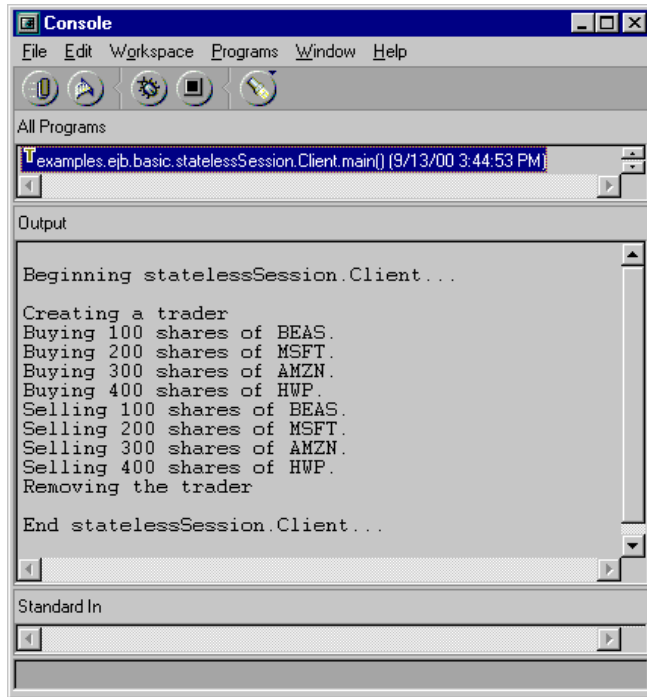 Console
File Edit Workspace Programs Window Help
All Programs
examples.ejb.basic.statelessSession.Client.main() (9/13/00 3:44:53 PM)
Output
Beginning statelessSession.Client...
Creating a trader
Buying 100 shares of BEAS.
Buying 200 shares of MSFT.
Buying 300 shares of AMZN.
Buying 400 shares of HWP.
Selling 100 shares of BEAS.
Selling 200 shares of MSFT.
Selling 300 shares of AMZN.
Selling 400 shares of HWP.
Removing the trader
End statelessSession.Client...
Standard In